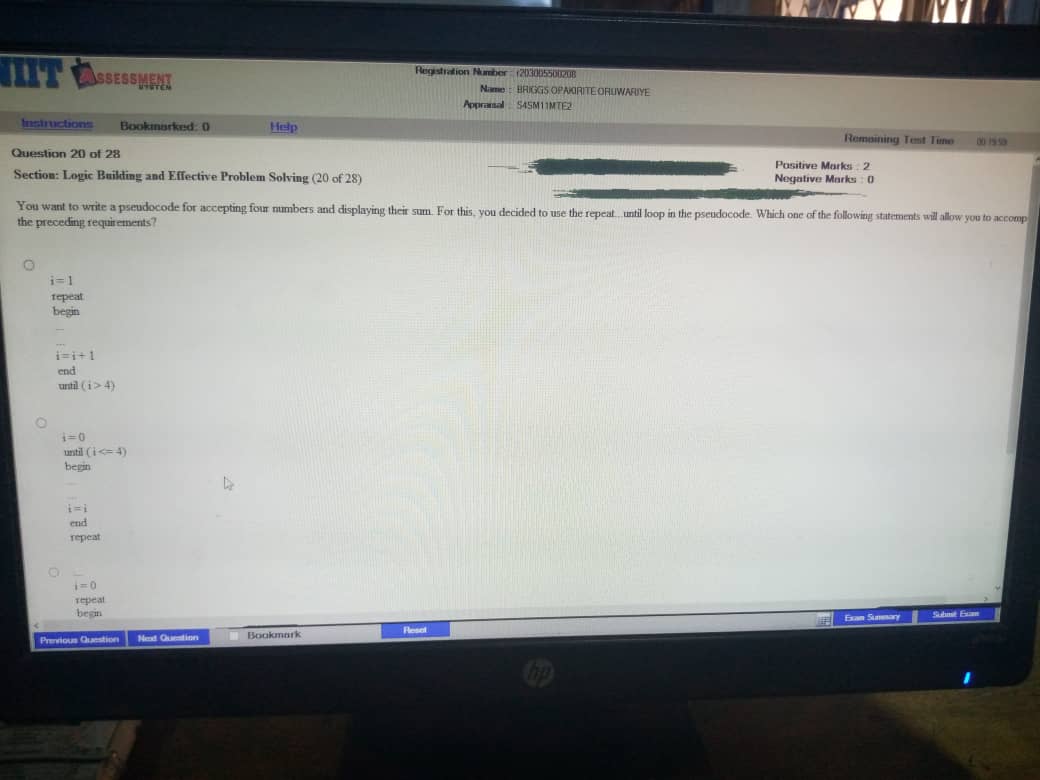 NIIT ASSESSMENT SYSTEM
Registration Number : r203005500208
Name : BRIGGS OPAKIRITE ORUWARIYE
Appraisal : S4SM11MTE2
Instructions Bookmarked: 0 Help
Remaining Test Time
Question 20 of 28
Positive Marks : 2
Section: Logic Building and Effective Problem Solving (20 of 28)
Negative Marks : 0
You want to write a pseudocode for accepting four numbers and displaying their sum. For this, you decided to use the repeat...until loop in the pseudocode. Which one of the following statements will allow you to accomp
the preceding requirements?
i = 1
repeat
begin
...
...
i = i + 1
end
until ( i > 4)
i = 0
until ( i <= 4)
begin
...
...
i = i
end
repeat
...
i = 0
repeat
begin
Previous Question Next Question Bookmark Reset Exam Summary Submit Exam
hp